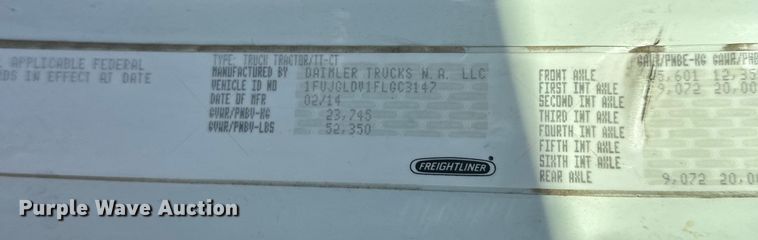 APPLICABLE FEDERAL
DS IN EFFECT AT DATE
TYPE: TRUCK TRACTOR/TT-CT
MANUFACTURED BY DAIMLER TRUCKS N.A. LLC
VEHICLE ID NO 1FUJGLDV1FLGC3147
DATE OF MFR 02/14
GVWR/PNBV-KG 23,745
GVWR/PNBV-LBS 52,350
FREIGHTLINER
GAWR/PNBE-KG GAWR/PNB
FRONT AXLE 5,601 12,35
FIRST INT AXLE 9,072 20,00
SECOND INT AXLE
THIRD INT AXLE
FOURTH INT AXLE
FIFTH INT AXLE
SIXTH INT AXLE
REAR AXLE 9,072 20,00
Purple Wave Auction